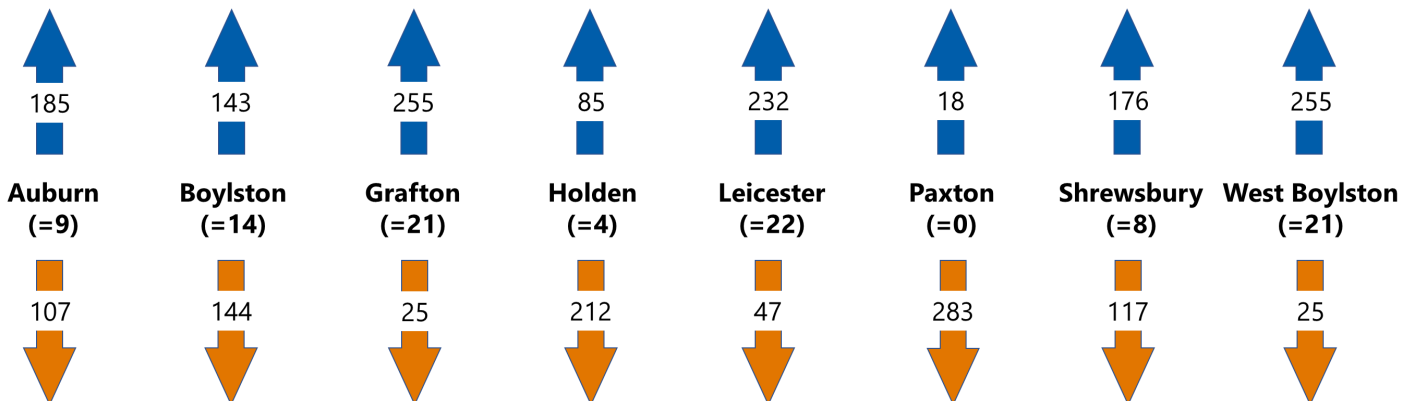 185 143 255 85 232 18 176 255
Auburn Boylston Grafton Holden Leicester Paxton Shrewsbury West Boylston
(=9) (=14) (=21) (=4) (=22) (=0) (=8) (=21)
107 144 25 212 47 283 117 25